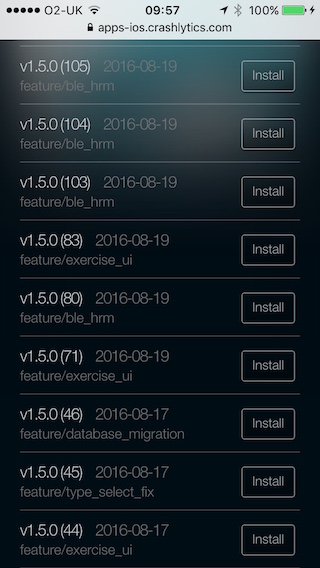 O2-UK 09:57 100%
apps-ios.crashlytics.com
v1.5.0 (105) 2016-08-19 Install
feature/ble_hrm
v1.5.0 (104) 2016-08-19 Install
feature/ble_hrm
v1.5.0 (103) 2016-08-19 Install
feature/ble_hrm
v1.5.0 (83) 2016-08-19 Install
feature/exercise_ui
v1.5.0 (80) 2016-08-19 Install
feature/ble_hrm
v1.5.0 (71) 2016-08-19 Install
feature/exercise_ui
v1.5.0 (46) 2016-08-17 Install
feature/database_migration
v1.5.0 (45) 2016-08-17 Install
feature/type_select_fix
v1.5.0 (44) 2016-08-17 Install
feature/exercise_ui